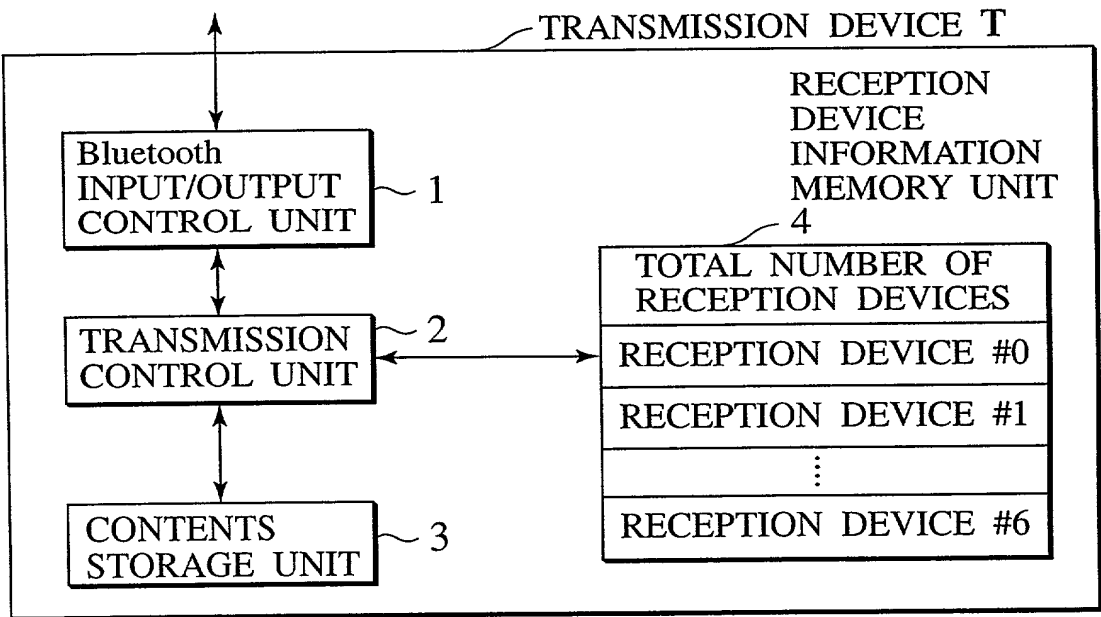 TRANSMISSION DEVICE T
RECEPTION
DEVICE
INFORMATION
MEMORY UNIT
4
Bluetooth
INPUT/OUTPUT
CONTROL UNIT
1
TRANSMISSION
CONTROL UNIT
2
CONTENTS
STORAGE UNIT
3
TOTAL NUMBER OF
RECEPTION DEVICES
RECEPTION DEVICE #0
RECEPTION DEVICE #1
⋮
RECEPTION DEVICE #6